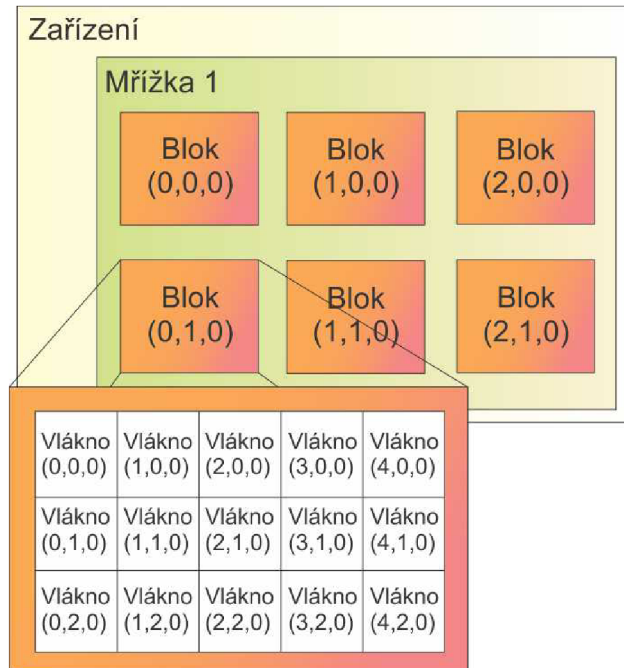 Zařízení
Mřížka 1
Blok
(0,0,0)
Blok
(1,0,0)
Blok
(2,0,0)
Blok
(0,1,0)
Blok
(1,1,0)
Blok
(2,1,0)
Vlákno
(0,0,0)
Vlákno
(1,0,0)
Vlákno
(2,0,0)
Vlákno
(3,0,0)
Vlákno
(4,0,0)
Vlákno
(0,1,0)
Vlákno
(1,1,0)
Vlákno
(2,1,0)
Vlákno
(3,1,0)
Vlákno
(4,1,0)
Vlákno
(0,2,0)
Vlákno
(1,2,0)
Vlákno
(2,2,0)
Vlákno
(3,2,0)
Vlákno
(4,2,0)